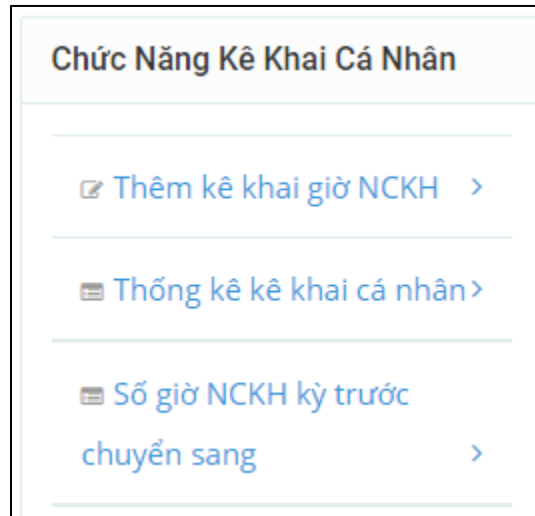 Chức Năng Kê Khai Cá Nhân
Thêm kê khai giờ NCKH
Thống kê kê khai cá nhân
Số giờ NCKH kỳ trước
chuyển sang